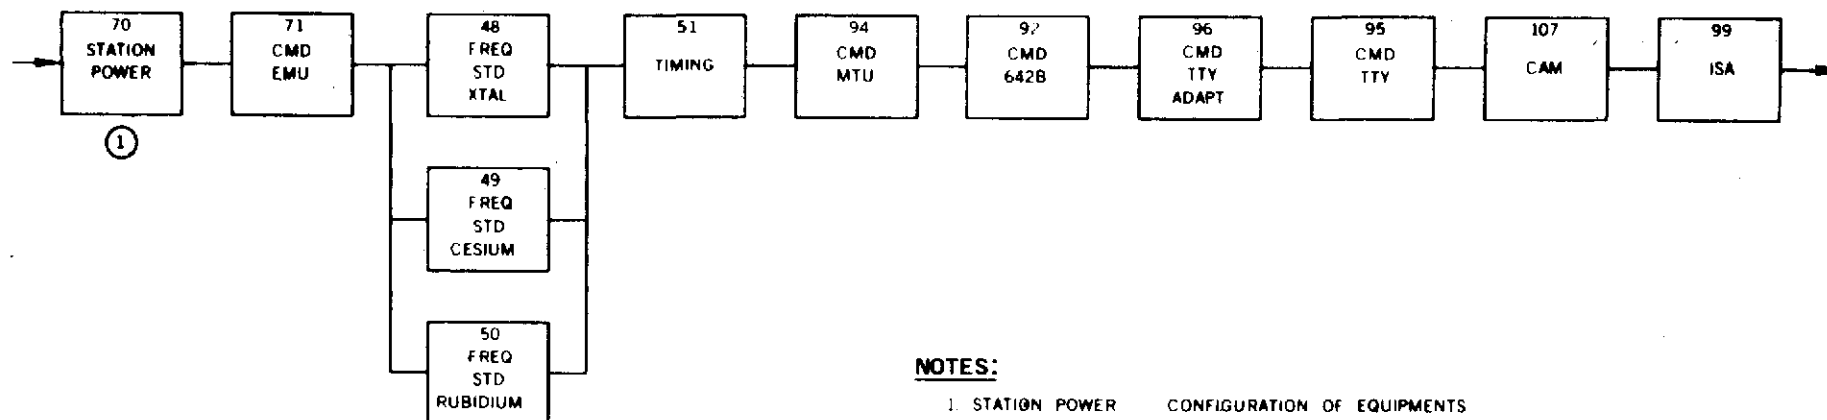 70
STATION
POWER
71
CMD
EMU
48
FREQ
STD
XTAL
51
TIMING
94
CMD
MTU
92
CMD
642B
96
CMD
TTY
ADAPT
95
CMD
TTY
107
CAM
99
ISA
1
49
FREQ
STD
CESIUM
50
FREQ
STD
RUBIDIUM
NOTES:
1. STATION POWER CONFIGURATION OF EQUIPMENTS